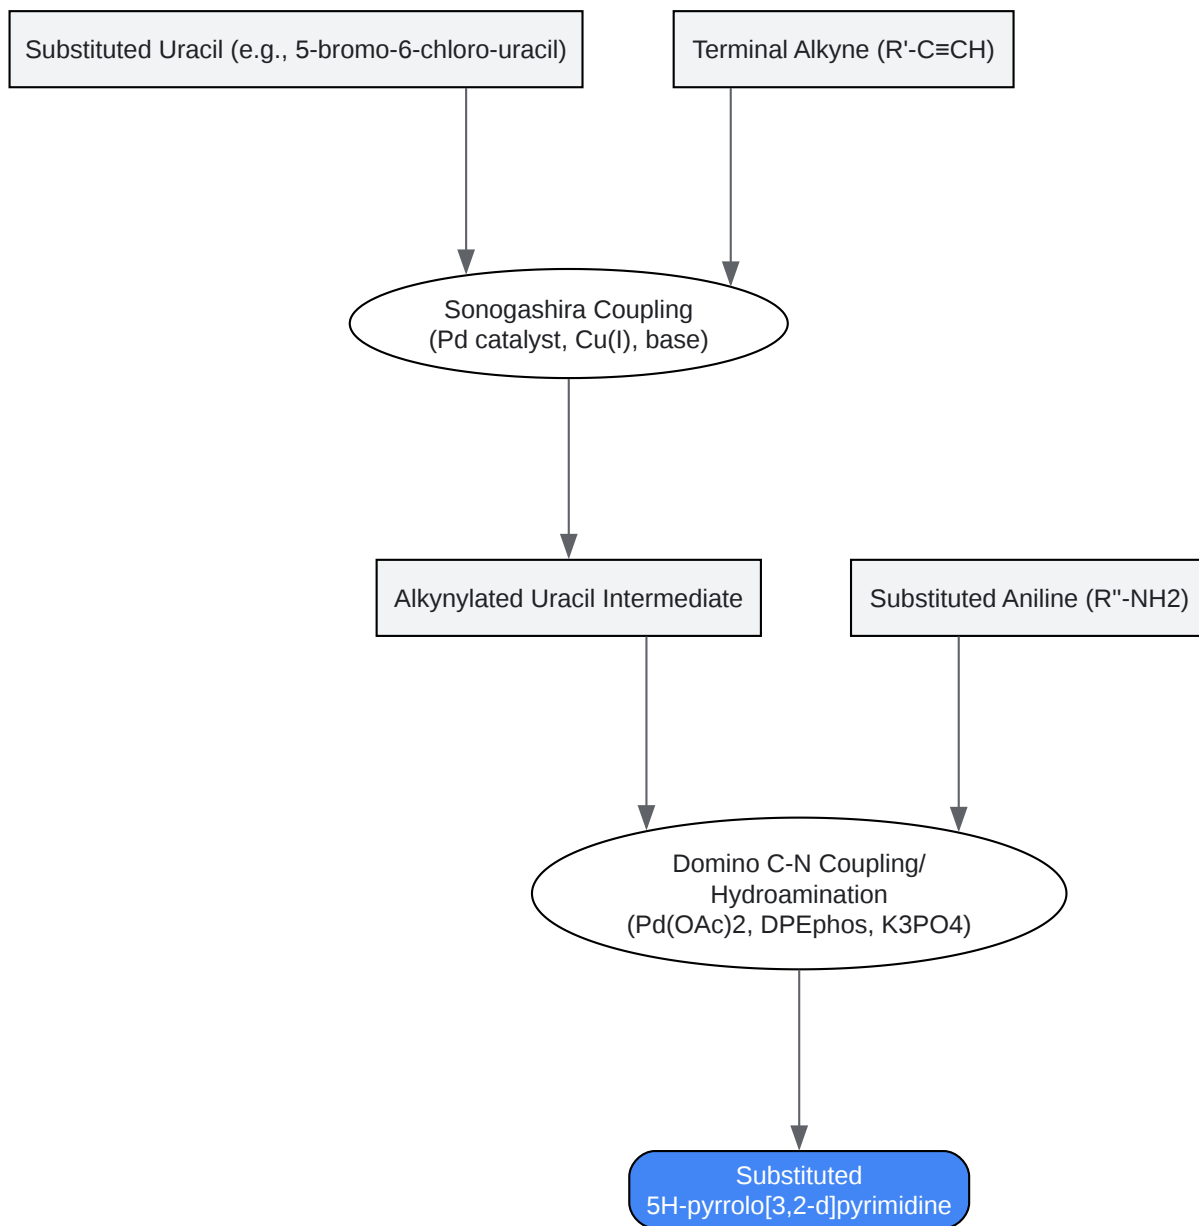 Substituted Uracil (e.g., 5-bromo-6-chloro-uracil)
Terminal Alkyne (R'-C≡CH)
Sonogashira Coupling
(Pd catalyst, Cu(I), base)
Alkynylated Uracil Intermediate
Substituted Aniline (R"-NH2)
Domino C-N Coupling/
Hydroamination
(Pd(OAc)2, DPEphos, K3PO4)
Substituted
5H-pyrrolo[3,2-d]pyrimidine